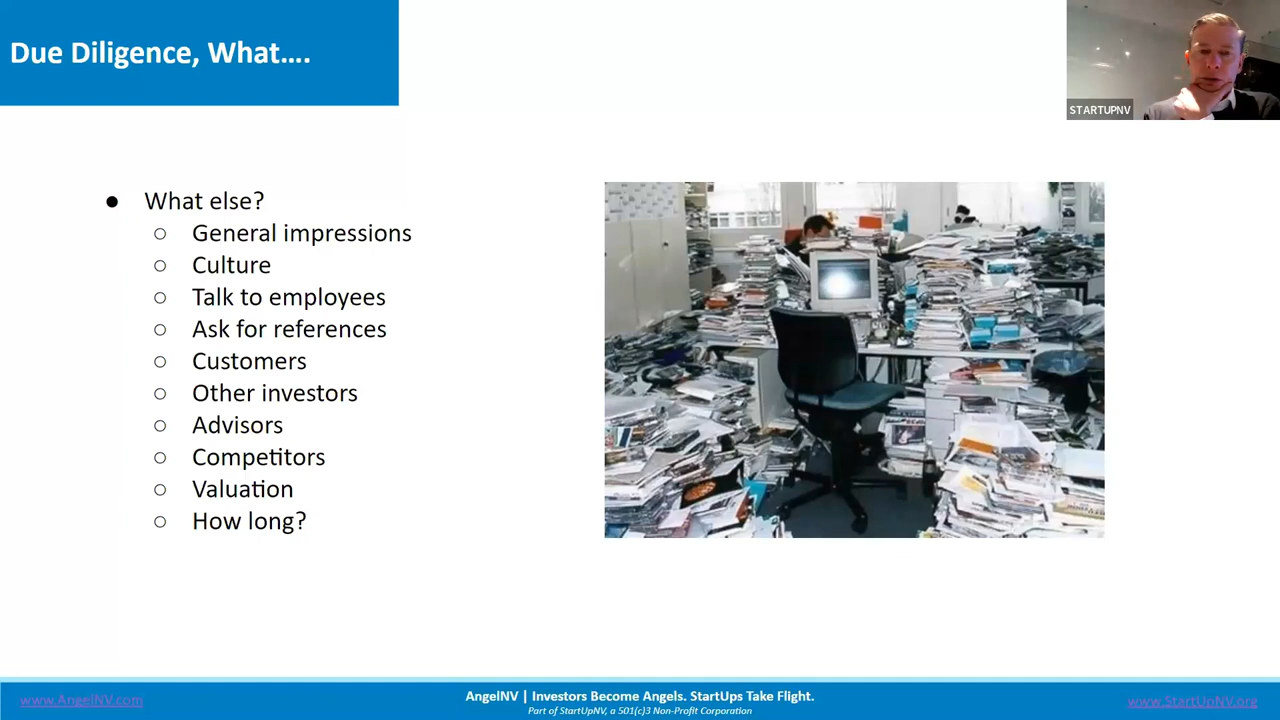 Due Diligence, What....
STARTUPNV
● What else?
○ General impressions
○ Culture
○ Talk to employees
○ Ask for references
○ Customers
○ Other investors
○ Advisors
○ Competitors
○ Valuation
○ How long?
www.AngelNV.com
AngelNV | Investors Become Angels. StartUps Take Flight.
Part of StartUpNV, a 501(c)3 Non-Profit Corporation
www.StartUpNV.org